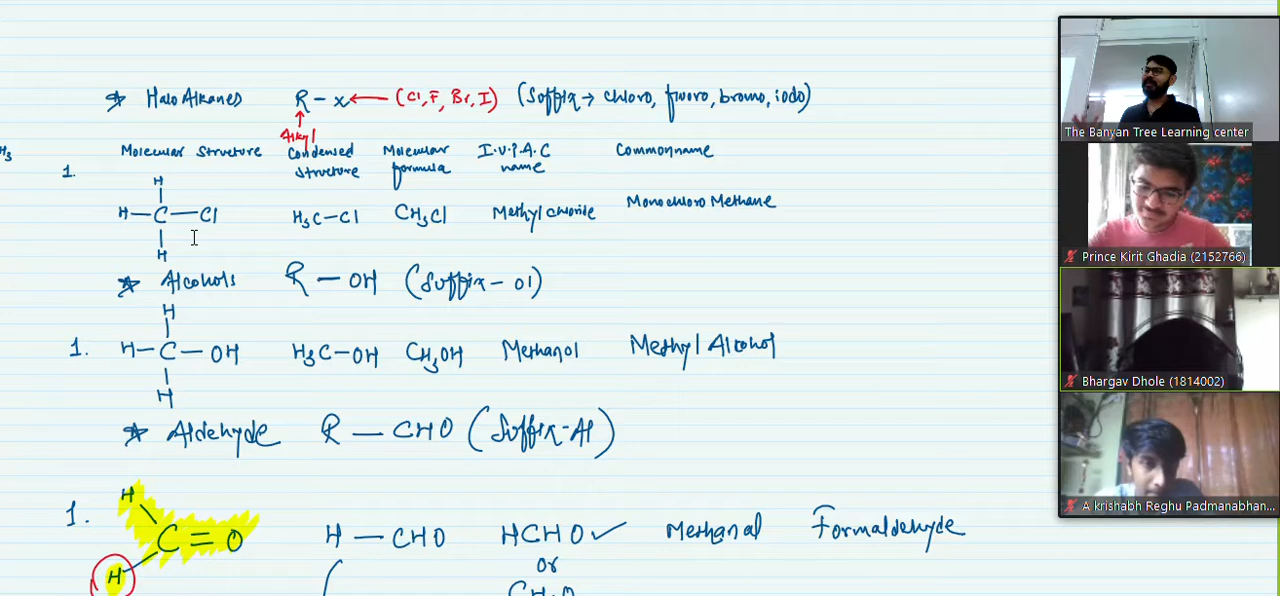 ★ HaloAlkanes R - x ← (Cl, F, Br, I) (Suffix → chloro, fluoro, bromo, iodo)
↑
Alkyl
H3 Molecular Structure Condensed structure Molecular formula I.U.P.A.C name Common name
1.
H
H - C - Cl H3C-Cl CH3Cl Methyl chloride Monochloro Methane
H
★ Alcohols R - OH (Suffix - ol)
H
1. H - C - OH H3C-OH CH3OH Methanol Methyl Alcohol
H
★ Aldehyde R - CHO (Suffix-Al)
1. H
C = O H - CHO HCHO ✓ Methanal Formaldehyde
H or
CH2O
The Banyan Tree Learning center
Prince Kirit Ghadia (2152766)
Bhargav Dhole (1814002)
A krishabh Reghu Padmanabhan...